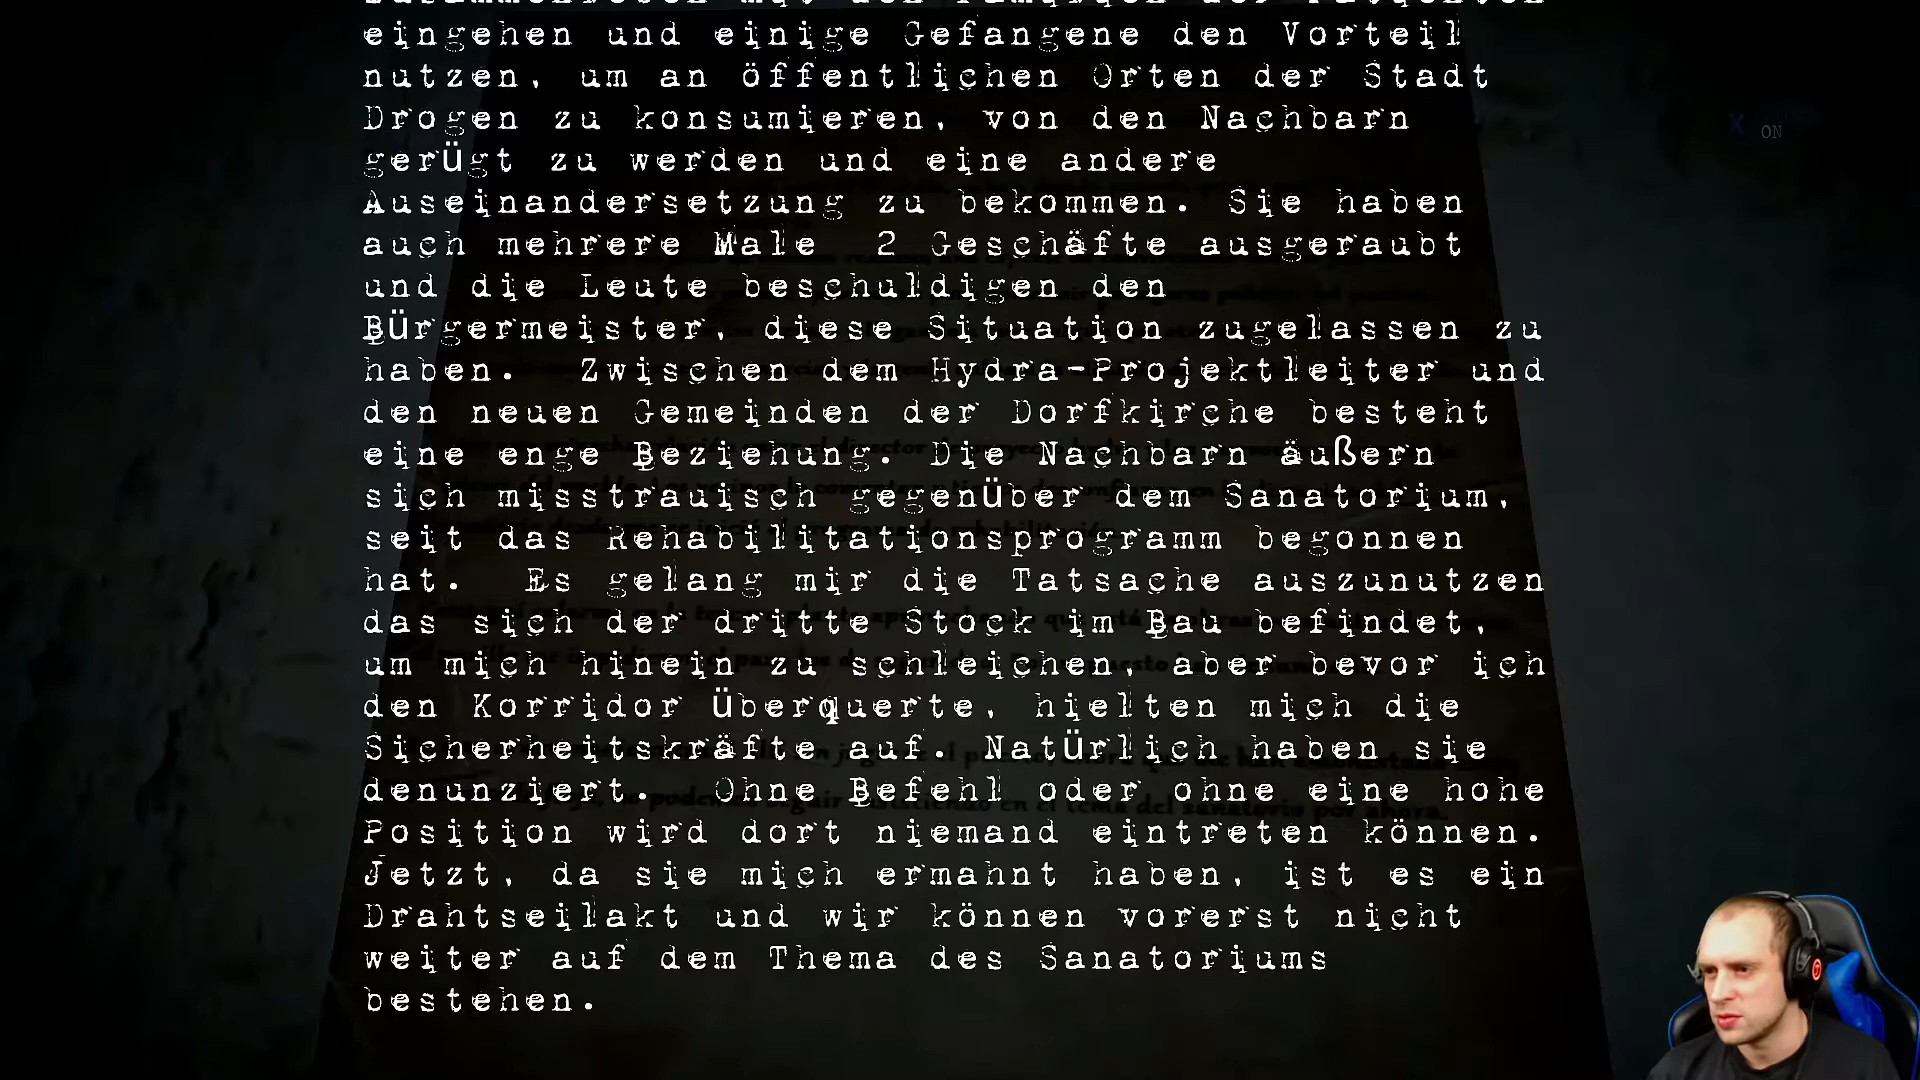 eingehen und einige Gefangene den Vorteil
nutzen, um an öffentlichen Orten der Stadt
Drogen zu konsumieren, von den Nachbarn
gerügt zu werden und eine andere
Auseinandersetzung zu bekommen. Sie haben
auch mehrere Male 2 Geschäfte ausgeraubt
und die Leute beschuldigen den
Bürgermeister, diese Situation zugelassen zu
haben. Zwischen dem Hydra-Projektleiter und
den neuen Gemeinden der Dorfkirche besteht
eine enge Beziehung. Die Nachbarn äußern
sich misstrauisch gegenüber dem Sanatorium,
seit das Rehabilitationsprogramm begonnen
hat. Es gelang mir die Tatsache auszunutzen
das sich der dritte Stock im Bau befindet,
um mich hinein zu schleichen, aber bevor ich
den Korridor Überquerte, hielten mich die
Sicherheitskräfte auf. Natürlich haben sie
denunziert. Ohne Befehl oder ohne eine hohe
Position wird dort niemand eintreten können.
Jetzt, da sie mich ermahnt haben, ist es ein
Drahtseilakt und wir können vorerst nicht
weiter auf dem Thema des Sanatoriums
bestehen.
X ON